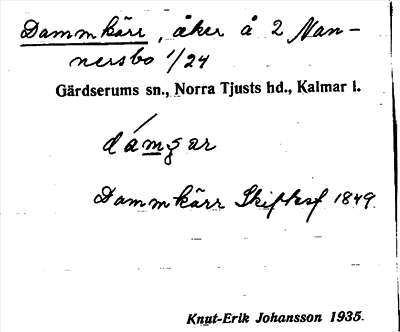 Dammkärr, åker å 2 Nan-
nersbo 1/24
Gärdserums sn., Norra Tjusts hd., Kalmar l.
Dammkärr Skiftesf 1849
Knut-Erik Johansson 1935.